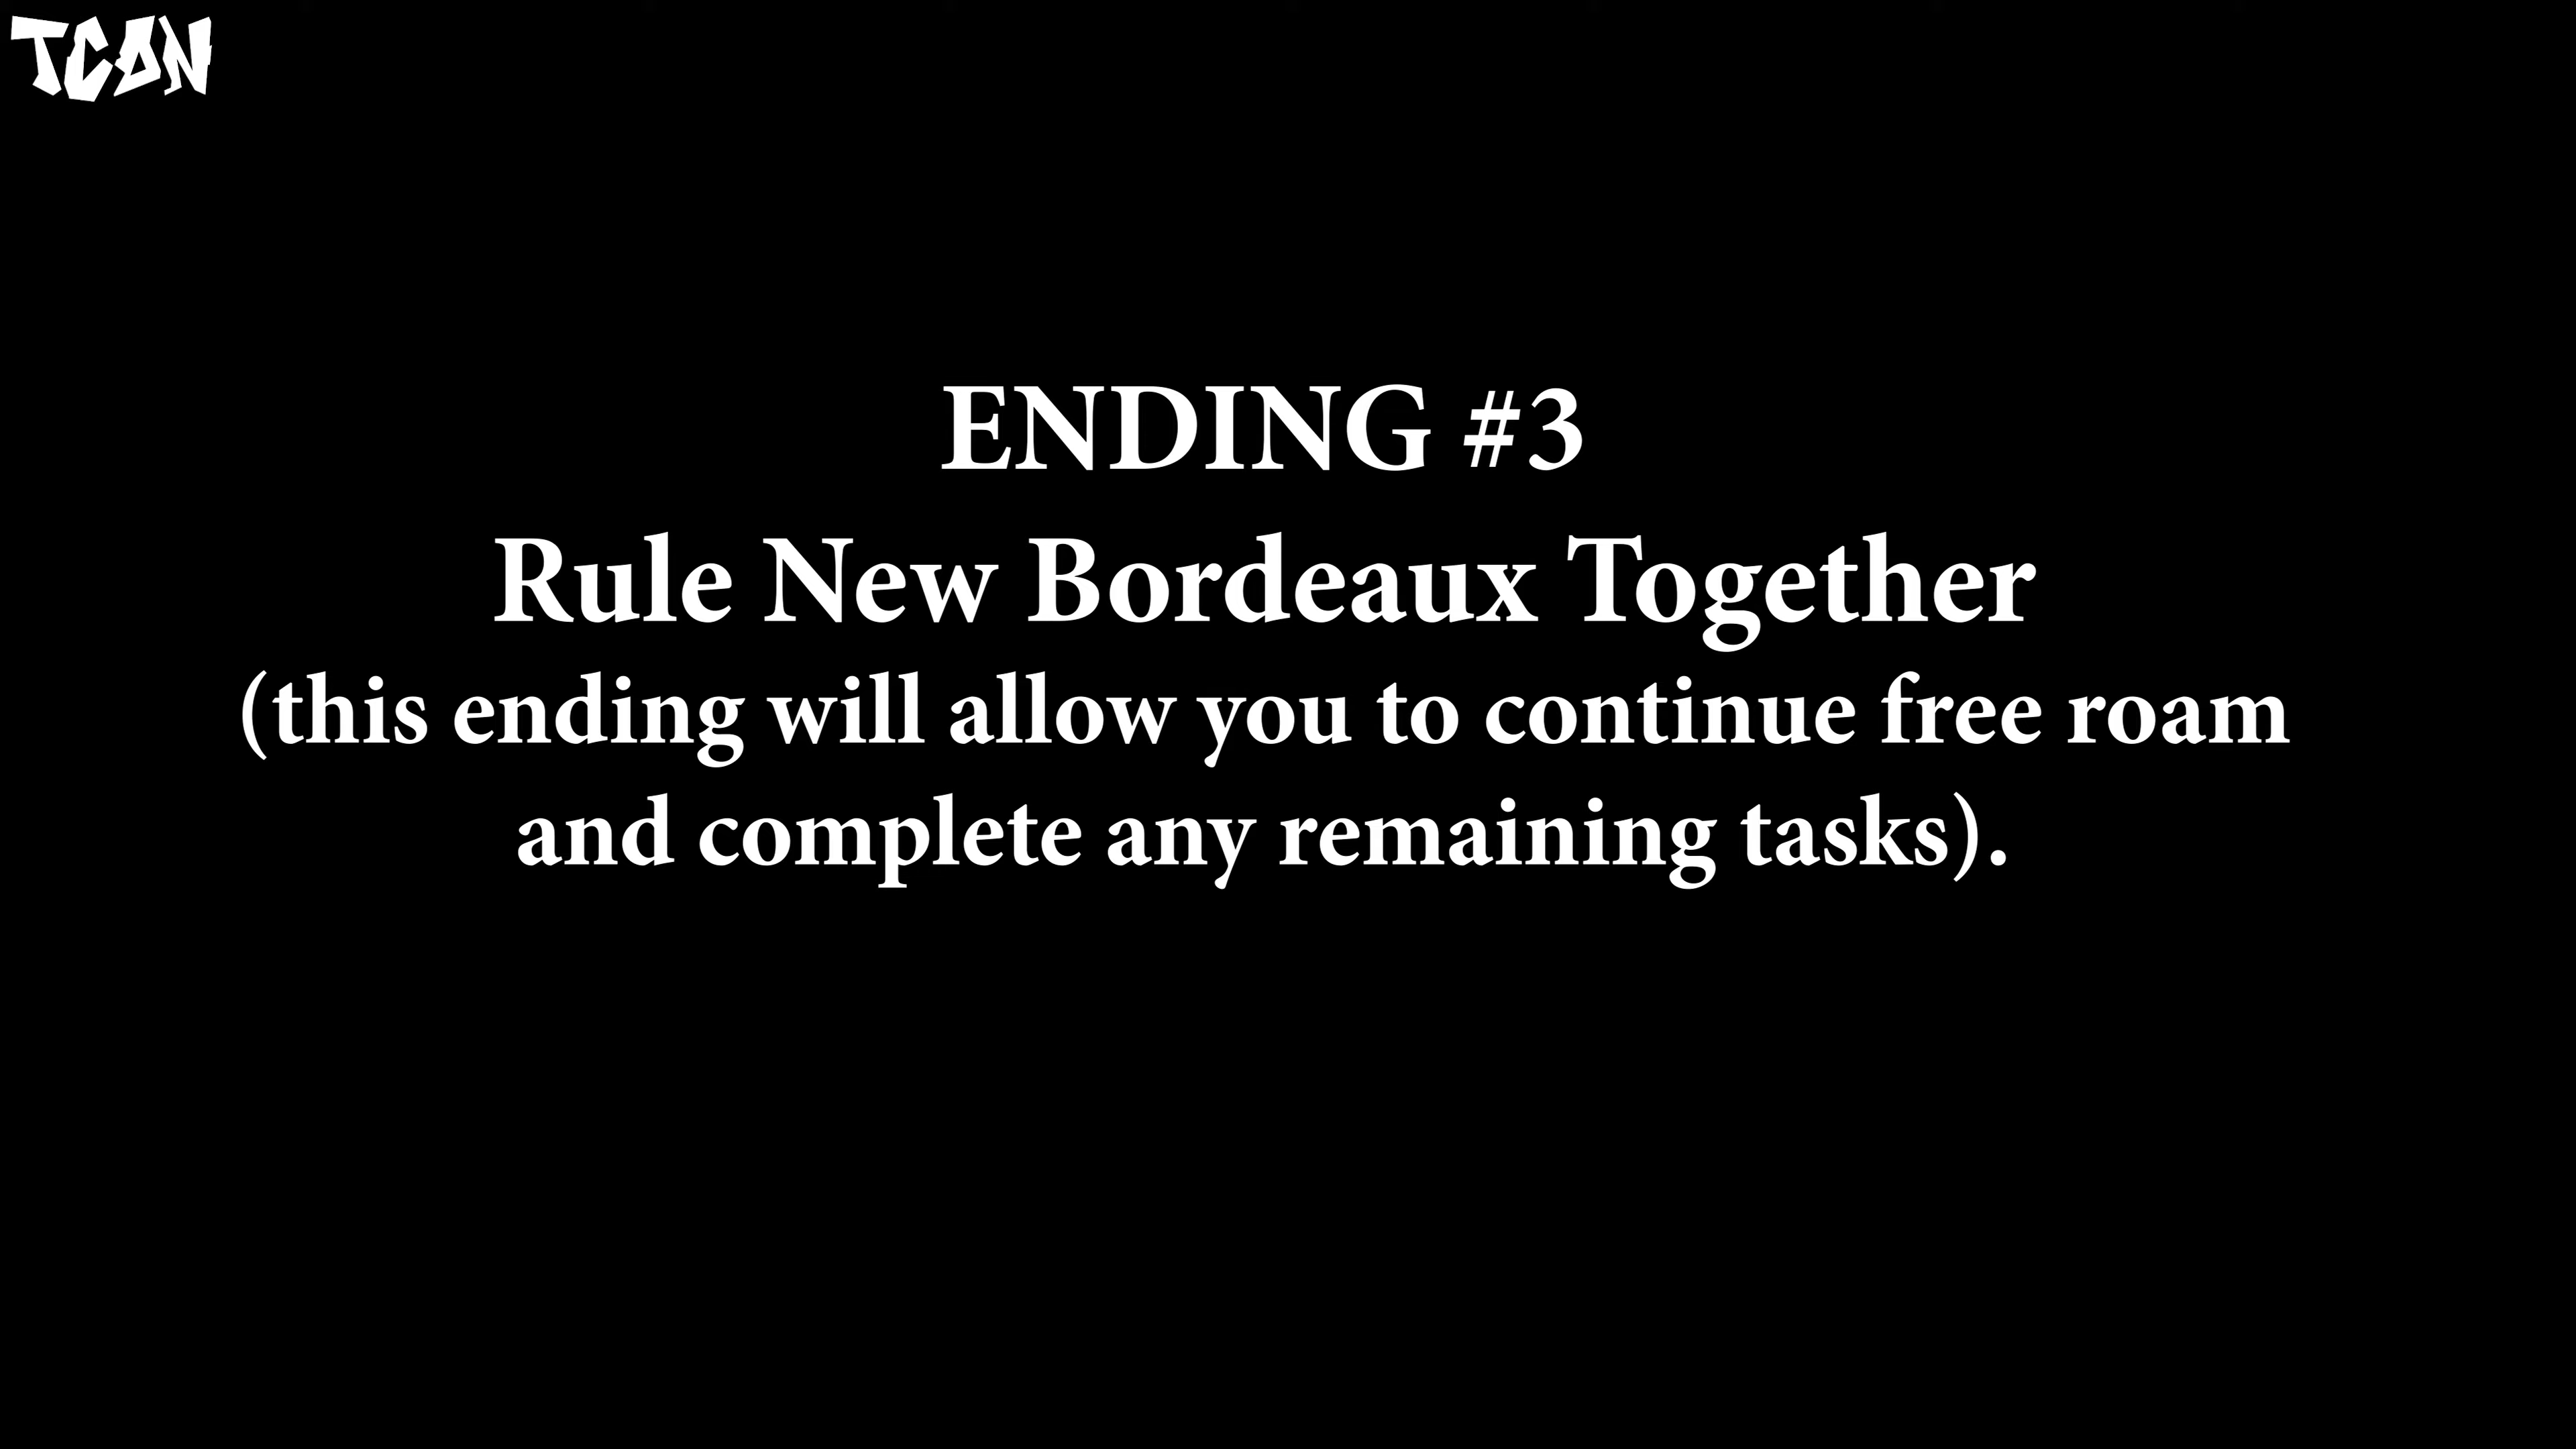 TCON
ENDING #3
Rule New Bordeaux Together
(this ending will allow you to continue free roam
and complete any remaining tasks).